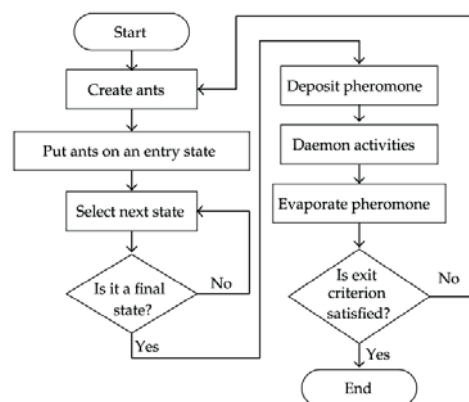 Start
Create ants
Put ants on an entry state
Select next state
Is it a final
state?
No
Yes
Deposit pheromone
Daemon activities
Evaporate pheromone
Is exit
criterion
satisfied?
No
Yes
End